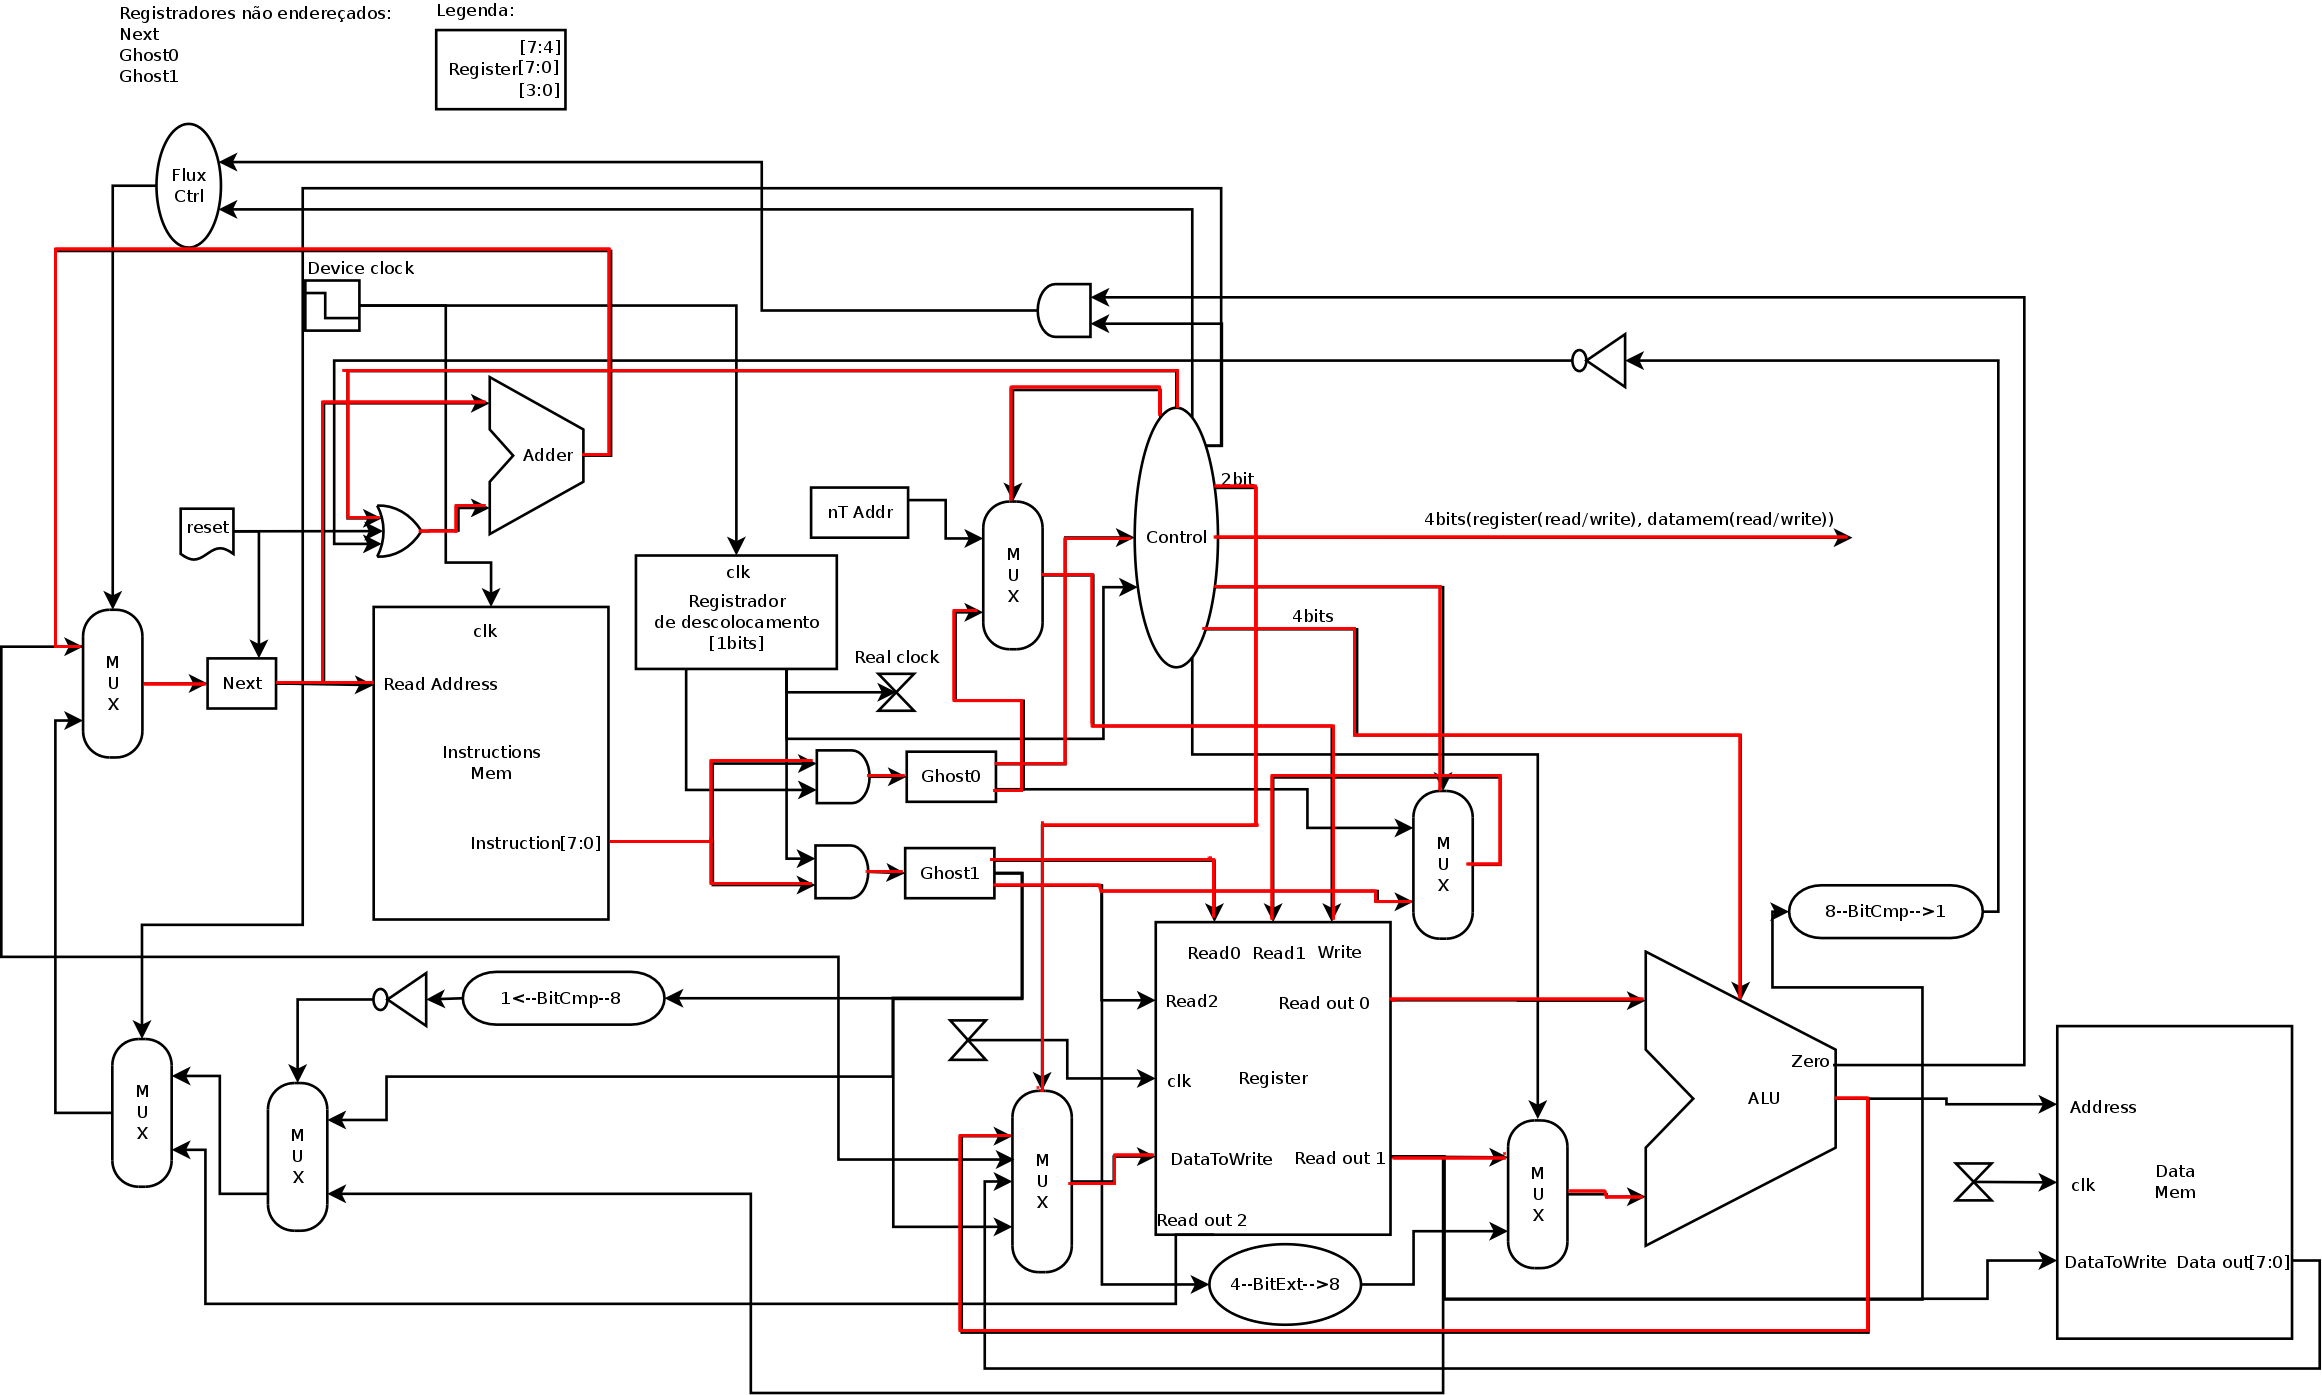 Registradores não endereçados:
Next
Ghost0
Ghost1
Legenda:
[7:4]
Register[7:0]
[3:0]
Flux
Ctrl
Device clock
Adder
reset
nT Addr
M
U
X
2bit
Control
4bits(register(read/write), datamem(read/write))
4bits
clk
Registrador
de descolocamento
[1bits]
Real clock
M
U
X
Next
clk
Read Address
Instructions
Mem
Instruction[7:0]
Ghost0
Ghost1
M
U
X
8--BitCmp-->1
1<--BitCmp--8
Read0 Read1 Write
Read2
Read out 0
clk
Register
DataToWrite
Read out 1
Read out 2
M
U
X
M
U
X
M
U
X
M
U
X
4--BitExt-->8
Zero
ALU
Address
clk
Data
Mem
DataToWrite Data out[7:0]